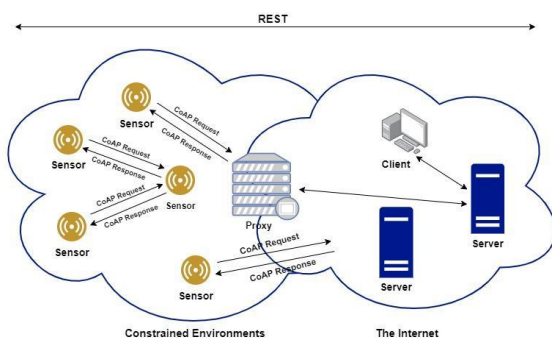 REST
Sensor
CoAP Request
CoAP Response
Sensor
CoAP Request
CoAP Response
Sensor
CoAP Request
CoAP Response
Sensor
Proxy
Client
Server
Server
CoAP Request
CoAP Response
Sensor
Constrained Environments
The Internet